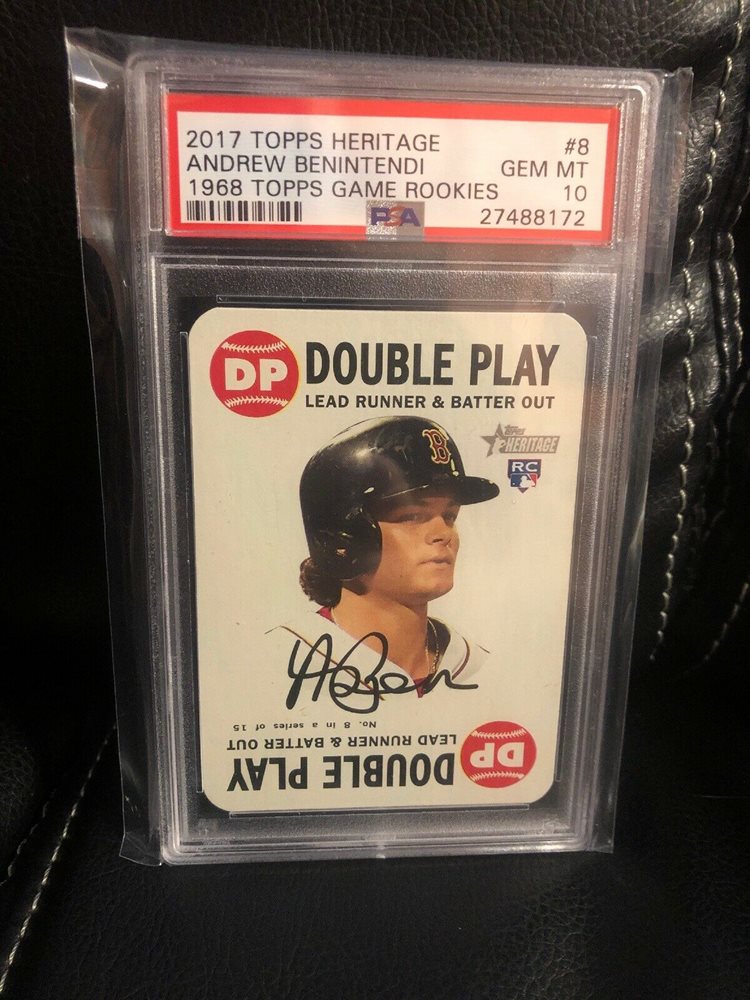 2017 TOPPS HERITAGE #8
ANDREW BENINTENDI GEM MT
1968 TOPPS GAME ROOKIES 10
PSA 27488172
DP DOUBLE PLAY
LEAD RUNNER & BATTER OUT
B
Topps
HERITAGE
RC
A Ben
No. 8 in a series of 15
LEAD RUNNER & BATTER OUT
DOUBLE PLAY DP